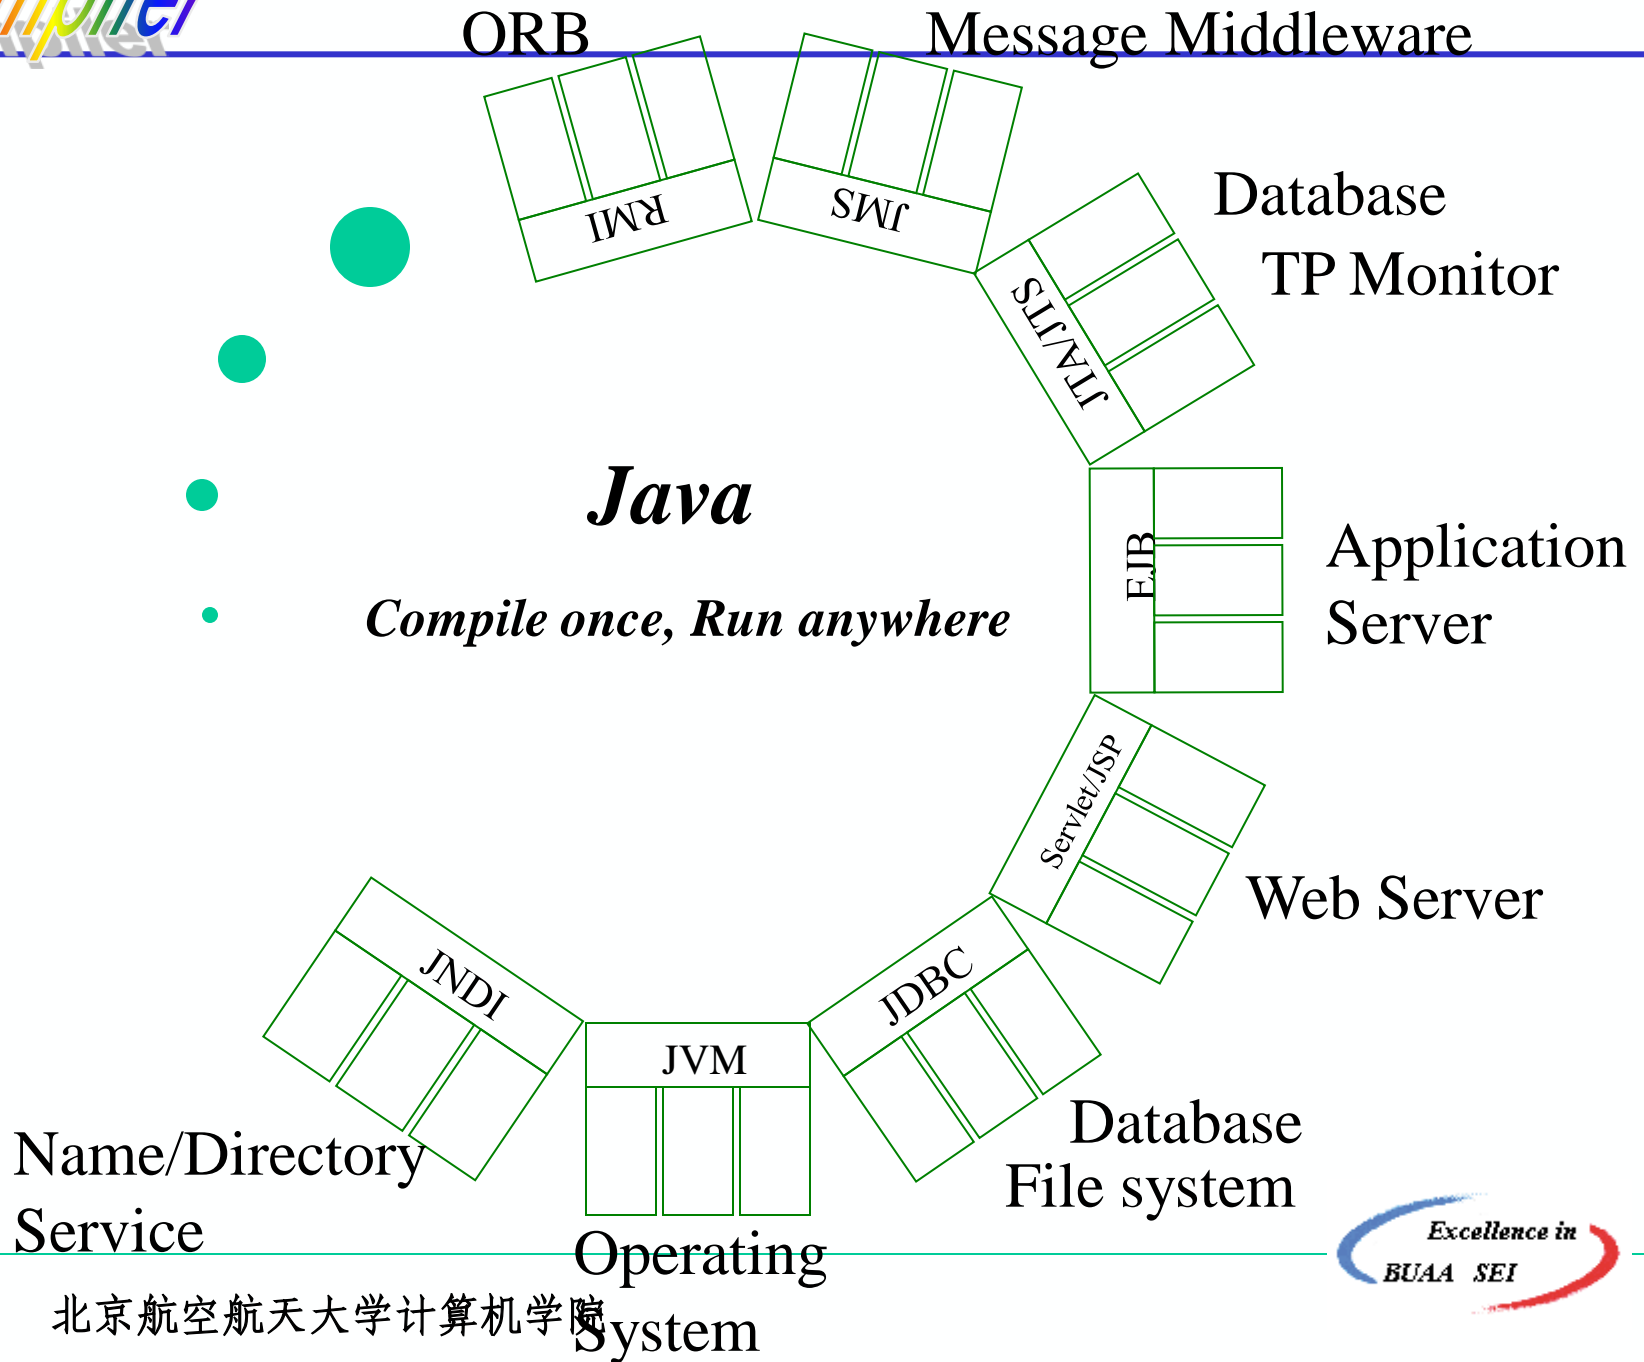 ORB
Message Middleware
RMI
JMS
Database
TP Monitor
JTA/JTS
Java
EJB
Application
Server
Compile once, Run anywhere
Servlet/JSP
Web Server
JNDI
JDBC
JVM
Database
File system
Name/Directory
Service
Operating
System
Excellence in
BUAA SEI
北京航空航天大学计算机学院